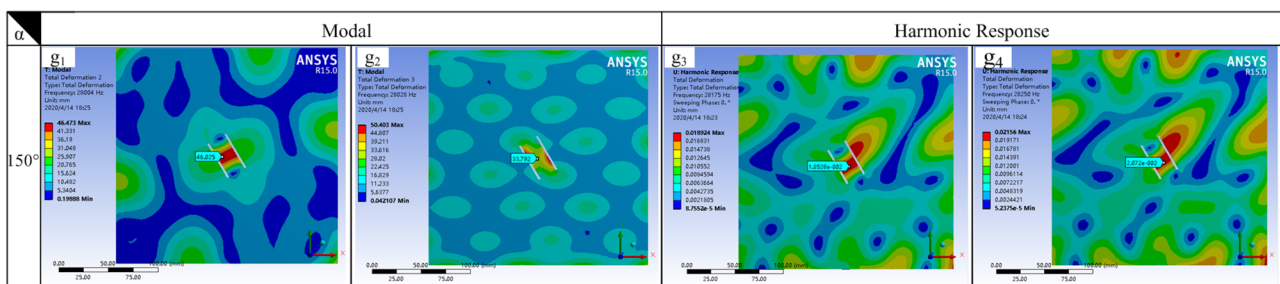 α
Modal
Harmonic Response
150°
g1
T: Modal
Total Deformation 2
Type: Total Deformation
Frequency: 28004 Hz
Unit: mm
2020/4/14 18:25
46.473 Max
41.331
36.19
31.048
25.907
20.765
15.624
10.482
5.3404
0.19888 Min
46.025
ANSYS
R15.0
0.00
25.00
50.00
75.00
100.00 (mm)
X
g2
T: Modal
Total Deformation 3
Type: Total Deformation
Frequency: 28028 Hz
Unit: mm
2020/4/14 18:25
50.403 Max
44.807
39.211
33.616
28.02
22.425
16.829
11.233
5.6377
0.042107 Min
33.792
ANSYS
R15.0
0.00
25.00
50.00
75.00
100.00 (mm)
X
g3
U: Harmonic Response
Total Deformation
Type: Total Deformation
Frequency: 28175 Hz
Sweeping Phase: 0. °
Unit: mm
2020/4/14 18:23
0.018924 Max
0.016831
0.014738
0.012645
0.010552
0.0084594
0.0063664
0.0042735
0.0021805
8.7552e-5 Min
ANSYS
R15.0
0.00
25.00
50.00
75.00
100.00 (mm)
X
g4
U: Harmonic Response
Total Deformation
Type: Total Deformation
Frequency: 28250 Hz
Sweeping Phase: 0. °
Unit: mm
2020/4/14 18:24
0.02156 Max
0.019171
0.016781
0.014391
0.012001
0.0096114
0.0072217
0.0048319
0.0024421
5.2375e-5 Min
2.072e-002
ANSYS
R15.0
0.00
25.00
50.00
75.00
100.00 (mm)
X